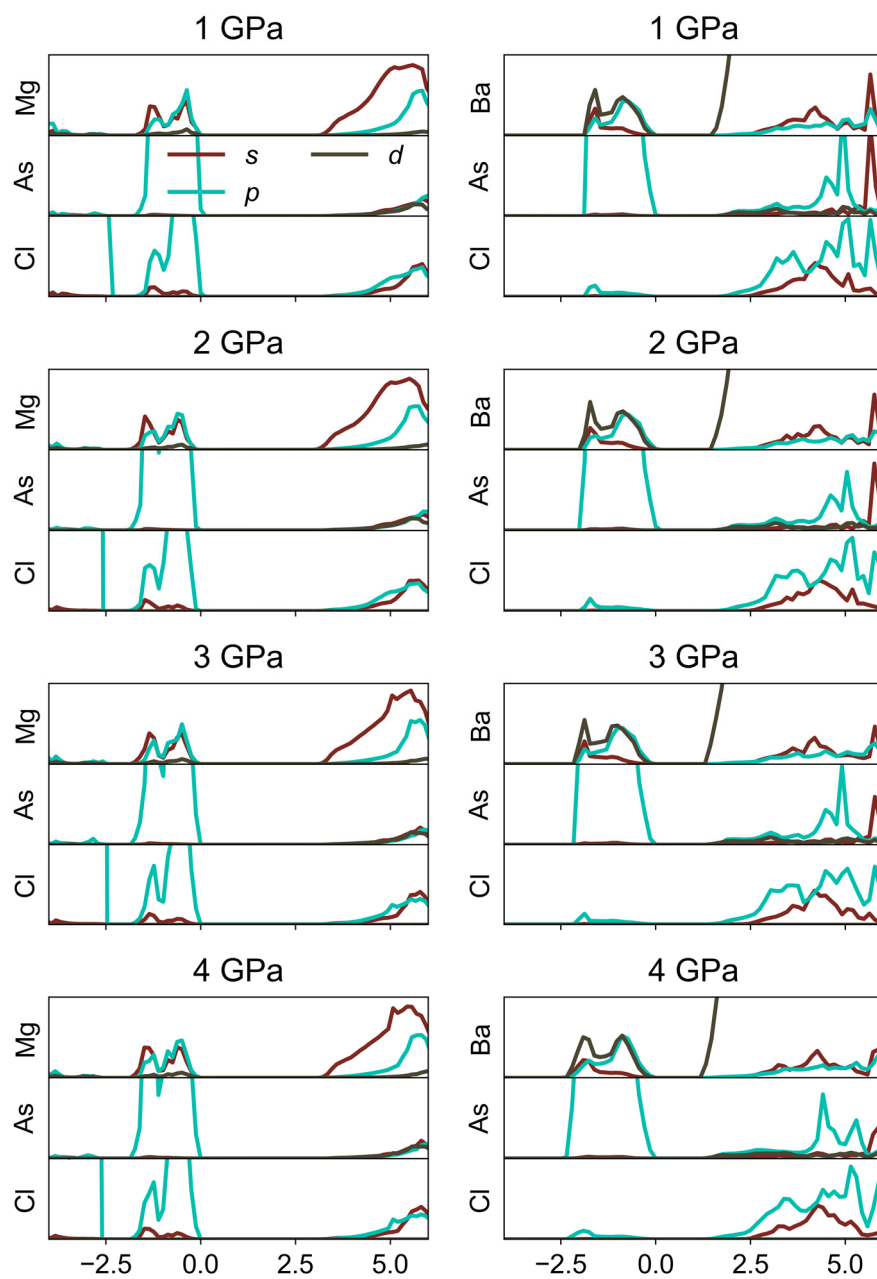 1 GPa
1 GPa
Mg
Ba
As
s
d
p
As
Cl
Cl
2 GPa
2 GPa
Mg
Ba
As
As
Cl
Cl
3 GPa
3 GPa
Mg
Ba
As
As
Cl
Cl
4 GPa
4 GPa
Mg
Ba
As
As
Cl
Cl
−2.5 0.0 2.5 5.0
−2.5 0.0 2.5 5.0